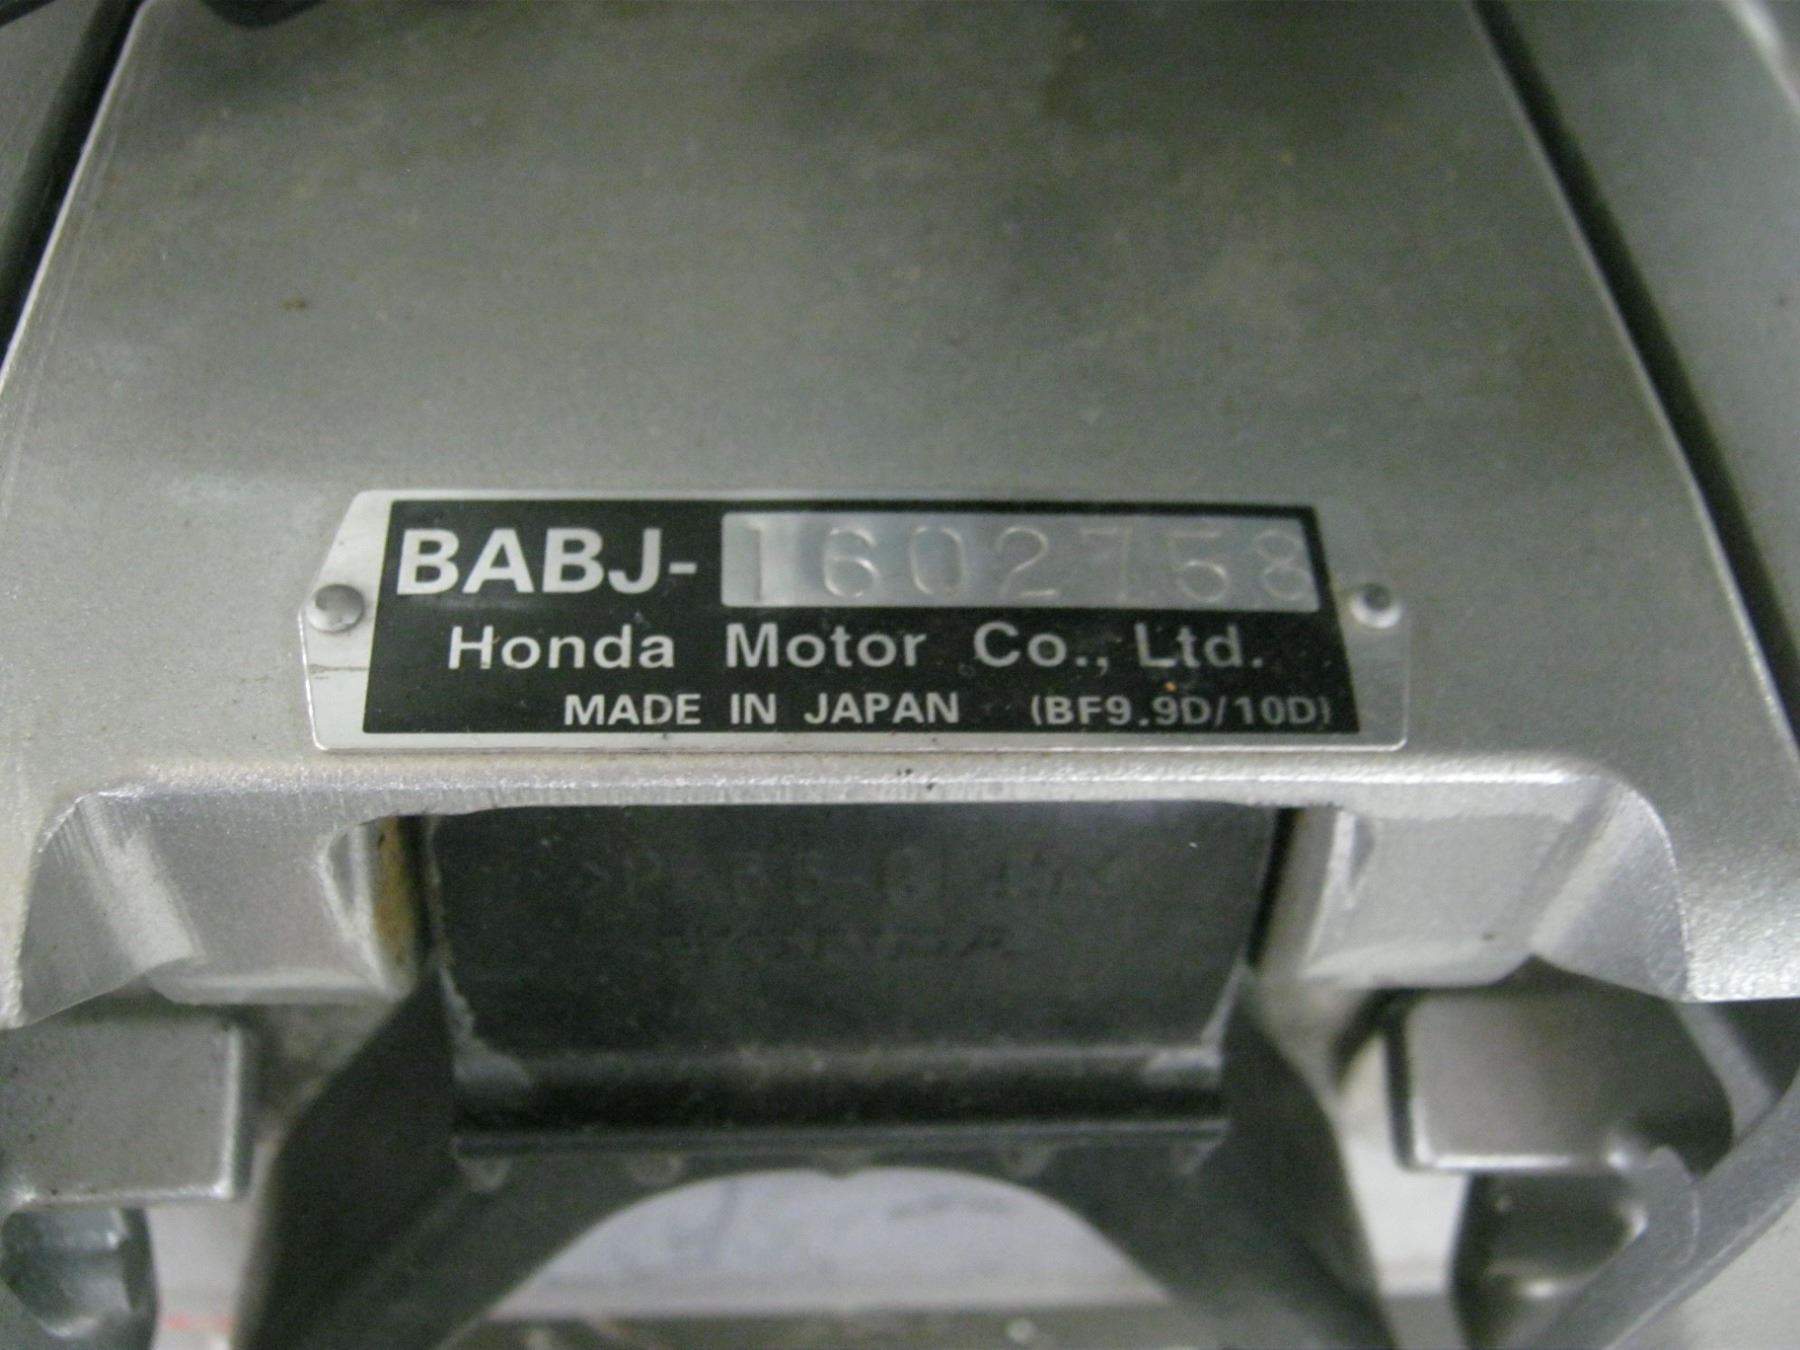 BABJ-1602758
Honda Motor Co., Ltd.
MADE IN JAPAN (BF9.9D/10D)